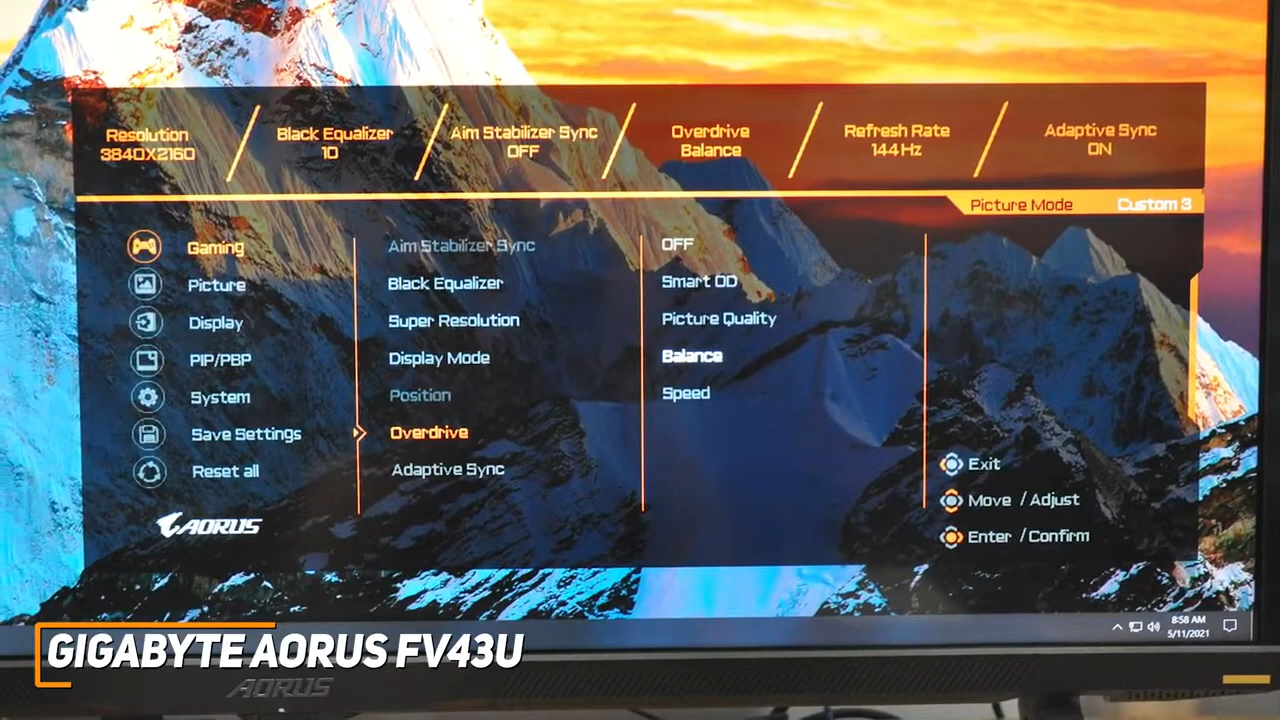 Resolution
3840X2160
Black Equalizer
10
Aim Stabilizer Sync
OFF
Overdrive
Balance
Refresh Rate
144Hz
Adaptive Sync
ON
Picture Mode Custom 3
Gaming
Picture
Display
PIP/PBP
System
Save Settings
Reset all
Aim Stabilizer Sync
Black Equalizer
Super Resolution
Display Mode
Position
Overdrive
Adaptive Sync
OFF
Smart OD
Picture Quality
Balance
Speed
Exit
Move / Adjust
Enter / Confirm
AORUS
8:58 AM
5/11/2021
GIGABYTE AORUS FV43U
AORUS